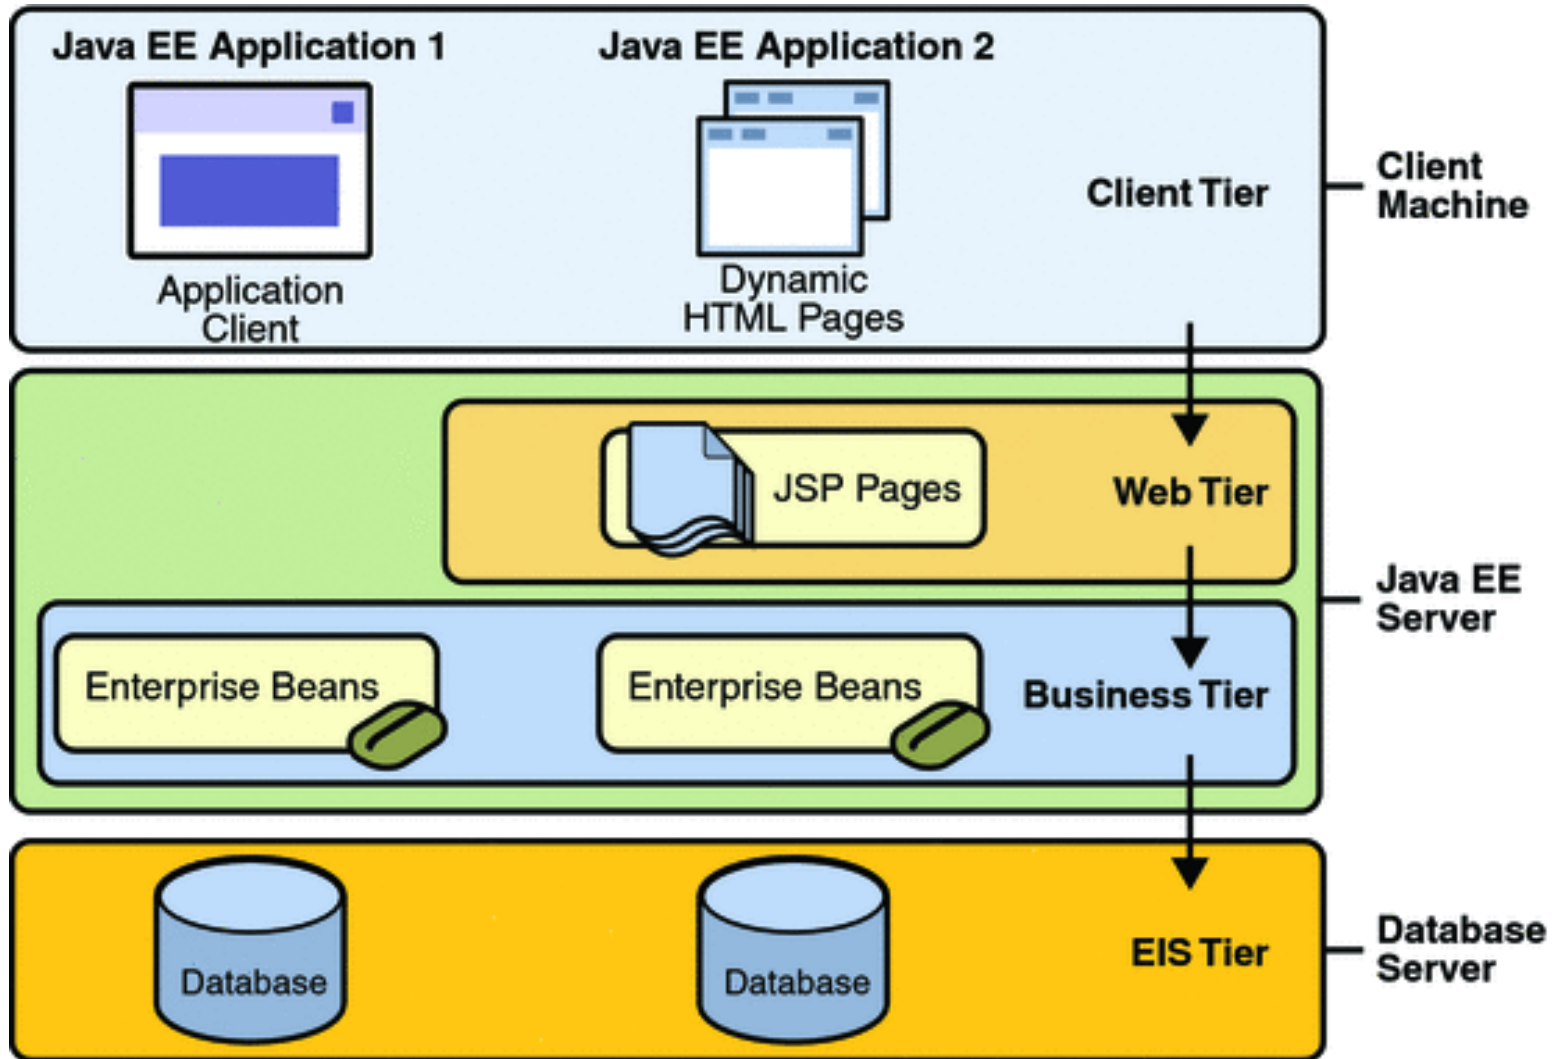 Java EE Application 1
Java EE Application 2
Application
Client
Dynamic
HTML Pages
Client Tier
Client
Machine
JSP Pages
Web Tier
Java EE
Server
Enterprise Beans
Enterprise Beans
Business Tier
Database
Database
EIS Tier
Database
Server